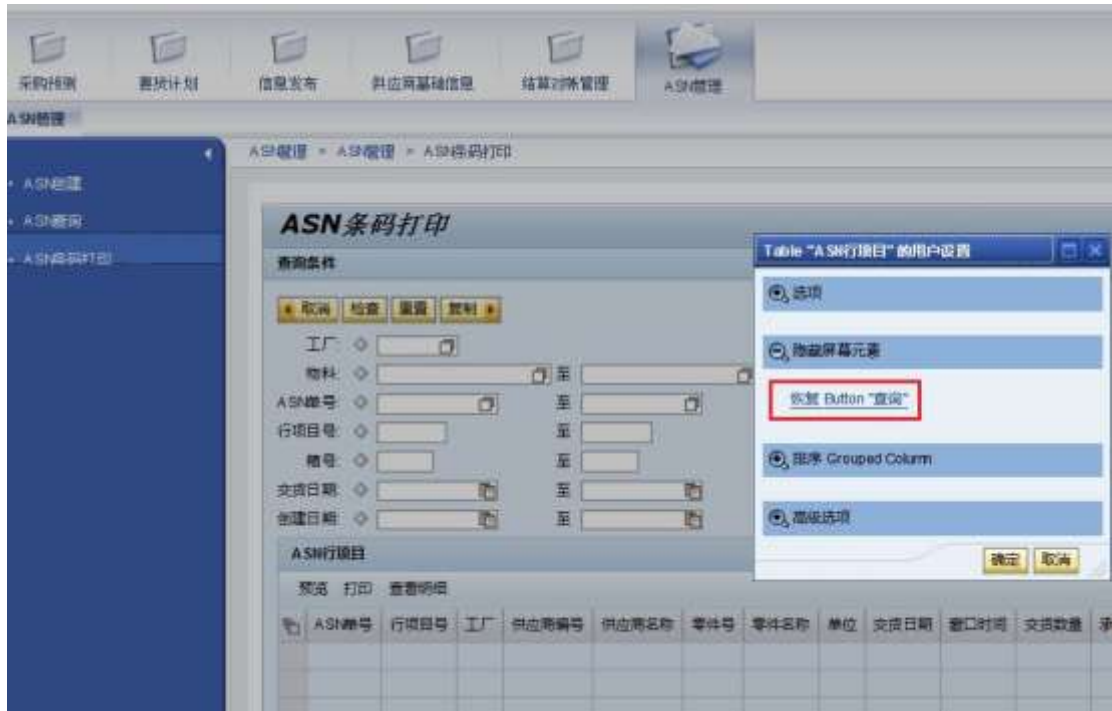 采购预测 要货计划 信息发布 供应商基础信息 结算对帐管理 ASN管理
ASN管理
ASN管理 > ASN管理 > ASN条码打印
ASN创建
ASN查询
ASN条码打印
ASN条码打印
查询条件
取消 检查 重置 复制
工厂:
物料: 至
ASN单号: 至
行项目号: 至
箱号: 至
交货日期: 至
创建日期: 至
ASN行项目
预览 打印 查看明细
ASN单号 行项目号 工厂 供应商编号 供应商名称 零件号 零件名称 单位 交货日期 窗口时间 交货数量
Table "ASN行项目" 的用户设置
选项
隐藏屏幕元素
恢复 Button "查询"
排序 Grouped Column
高级选项
确定 取消